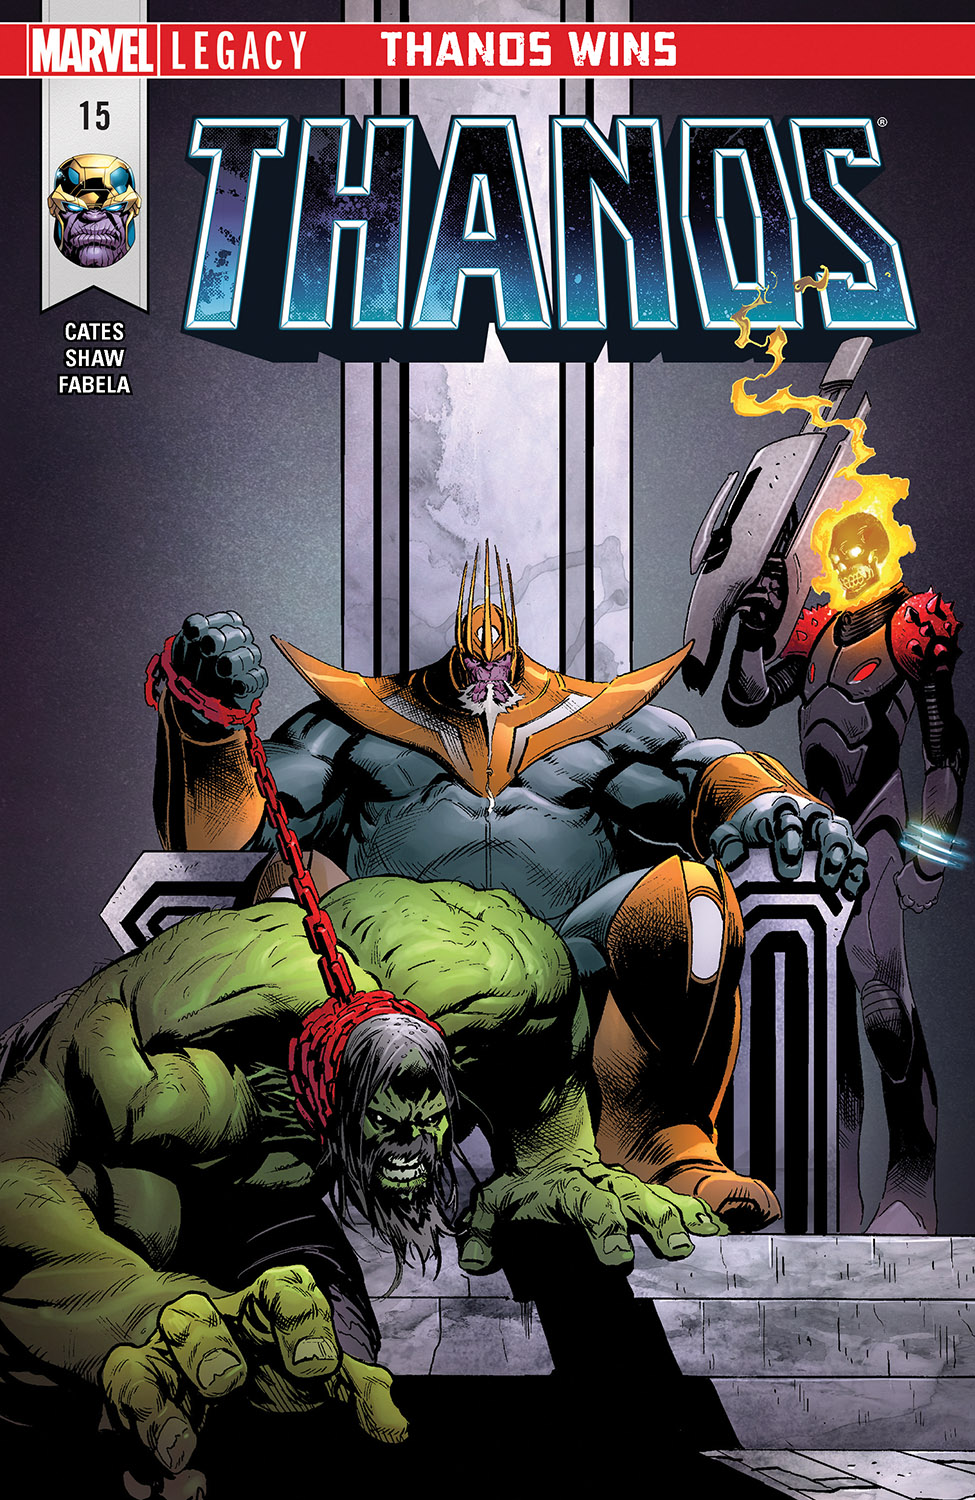 MARVEL LEGACY THANOS WINS
15
THANOS®
CATES
SHAW
FABELA